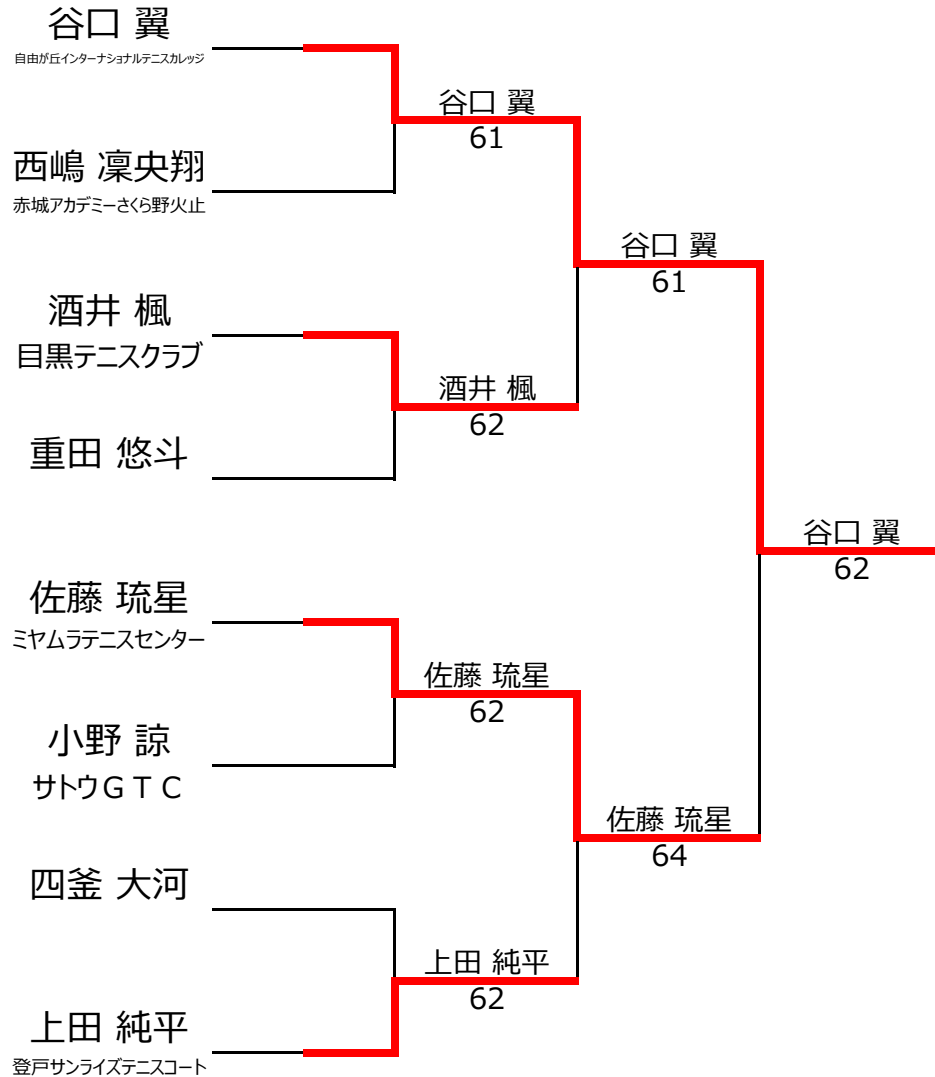 谷口 翼
自由が丘インターナショナルテニスカレッジ
谷口 翼
61
西嶋 凜央翔
赤城アカデミーさくら野火止
谷口 翼
61
酒井 楓
目黒テニスクラブ
酒井 楓
62
重田 悠斗
谷口 翼
62
佐藤 琉星
ミヤムラテニスセンター
佐藤 琉星
62
小野 諒
サトウＧＴＣ
佐藤 琉星
64
四釜 大河
上田 純平
62
上田 純平
登戸サンライズテニスコート